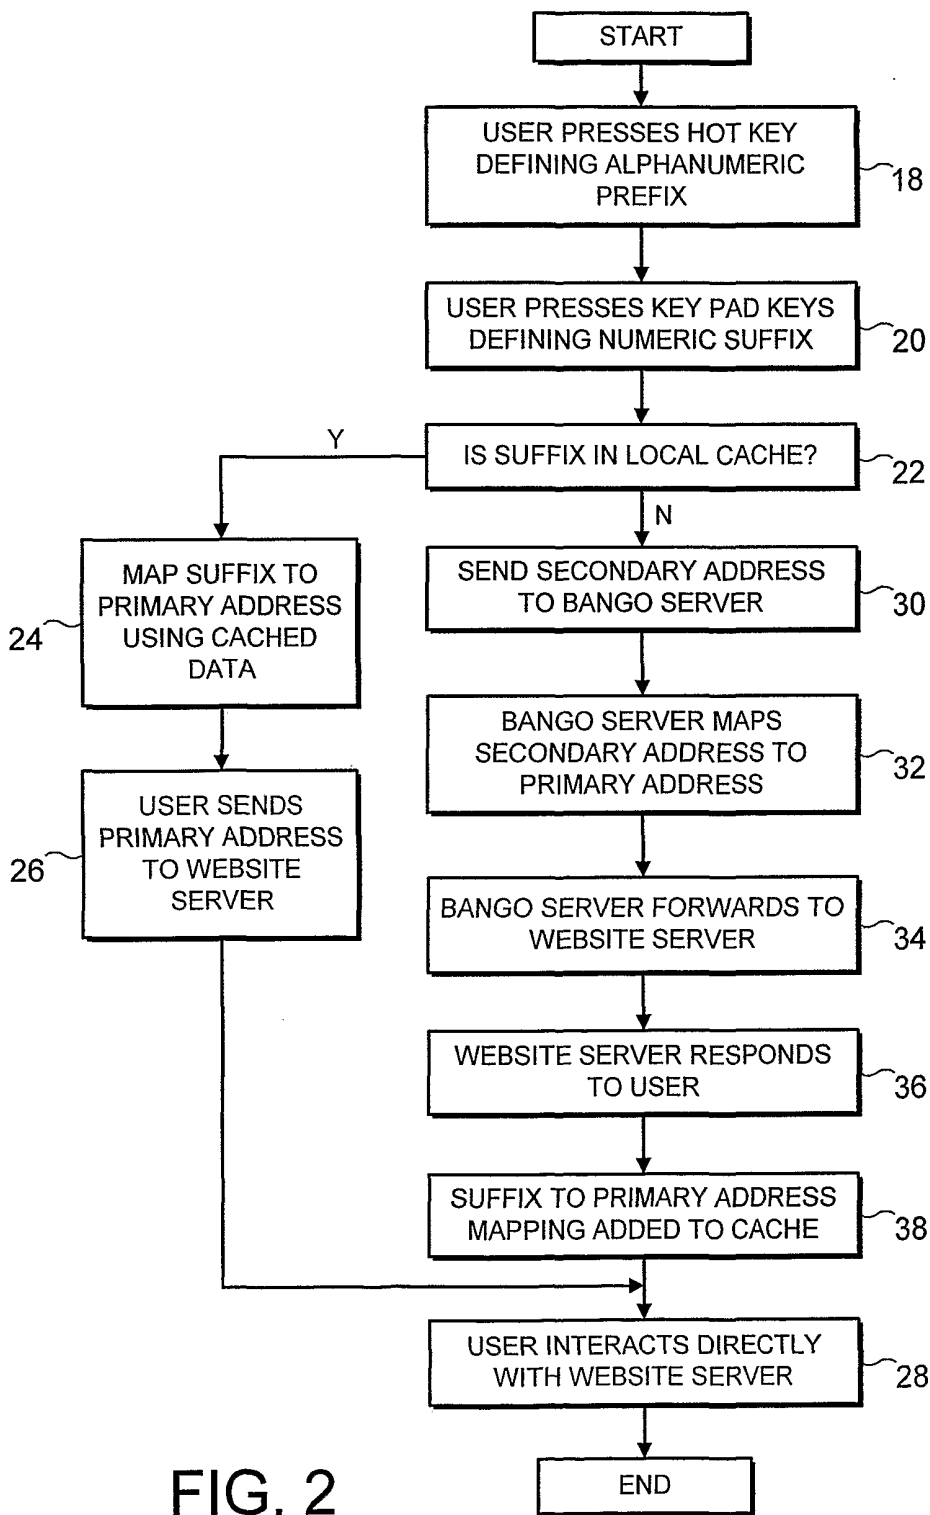 START
USER PRESSES HOT KEY
DEFINING ALPHANUMERIC
PREFIX
18
USER PRESSES KEY PAD KEYS
DEFINING NUMERIC SUFFIX
20
IS SUFFIX IN LOCAL CACHE?
22
Y
N
MAP SUFFIX TO
PRIMARY ADDRESS
USING CACHED
DATA
24
USER SENDS
PRIMARY ADDRESS
TO WEBSITE
SERVER
26
SEND SECONDARY ADDRESS
TO BANGO SERVER
30
BANGO SERVER MAPS
SECONDARY ADDRESS TO
PRIMARY ADDRESS
32
BANGO SERVER FORWARDS TO
WEBSITE SERVER
34
WEBSITE SERVER RESPONDS
TO USER
36
SUFFIX TO PRIMARY ADDRESS
MAPPING ADDED TO CACHE
38
USER INTERACTS DIRECTLY
WITH WEBSITE SERVER
28
END
FIG. 2